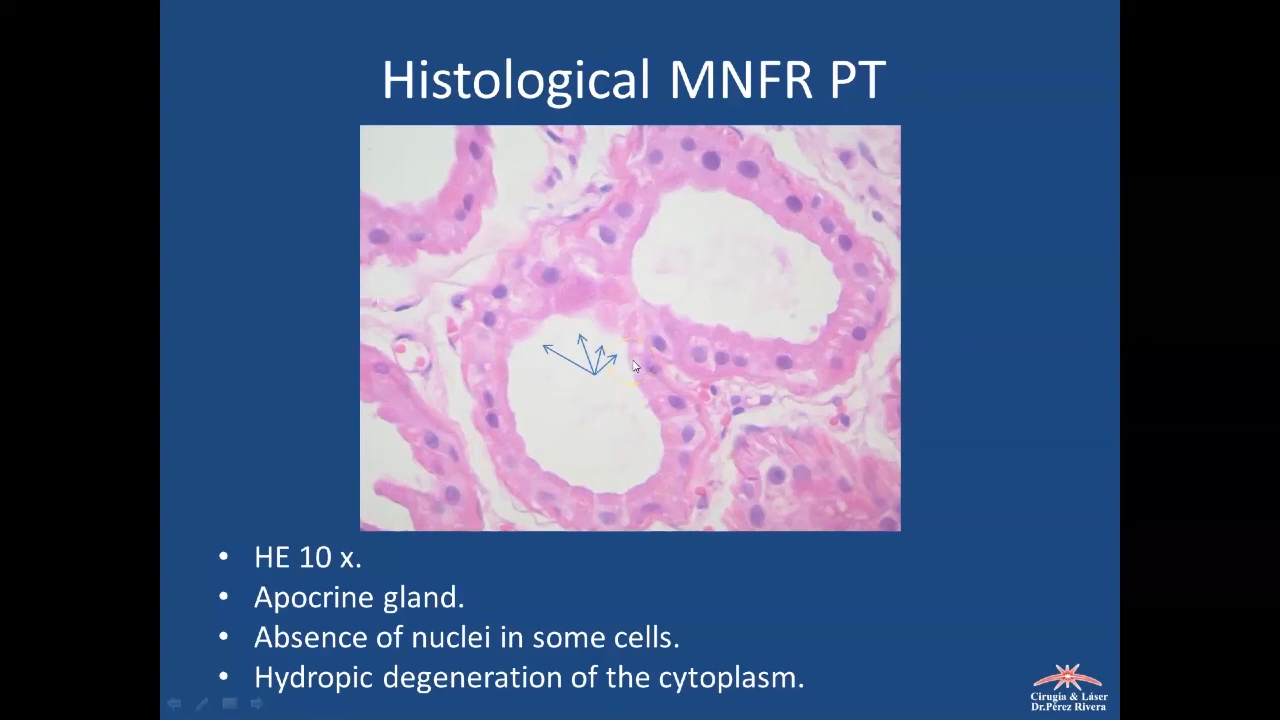 Histological MNFR PT
• HE 10 x.
• Apocrine gland.
• Absence of nuclei in some cells.
• Hydropic degeneration of the cytoplasm.
Cirugía & Láser
Dr.Pérez Rivera